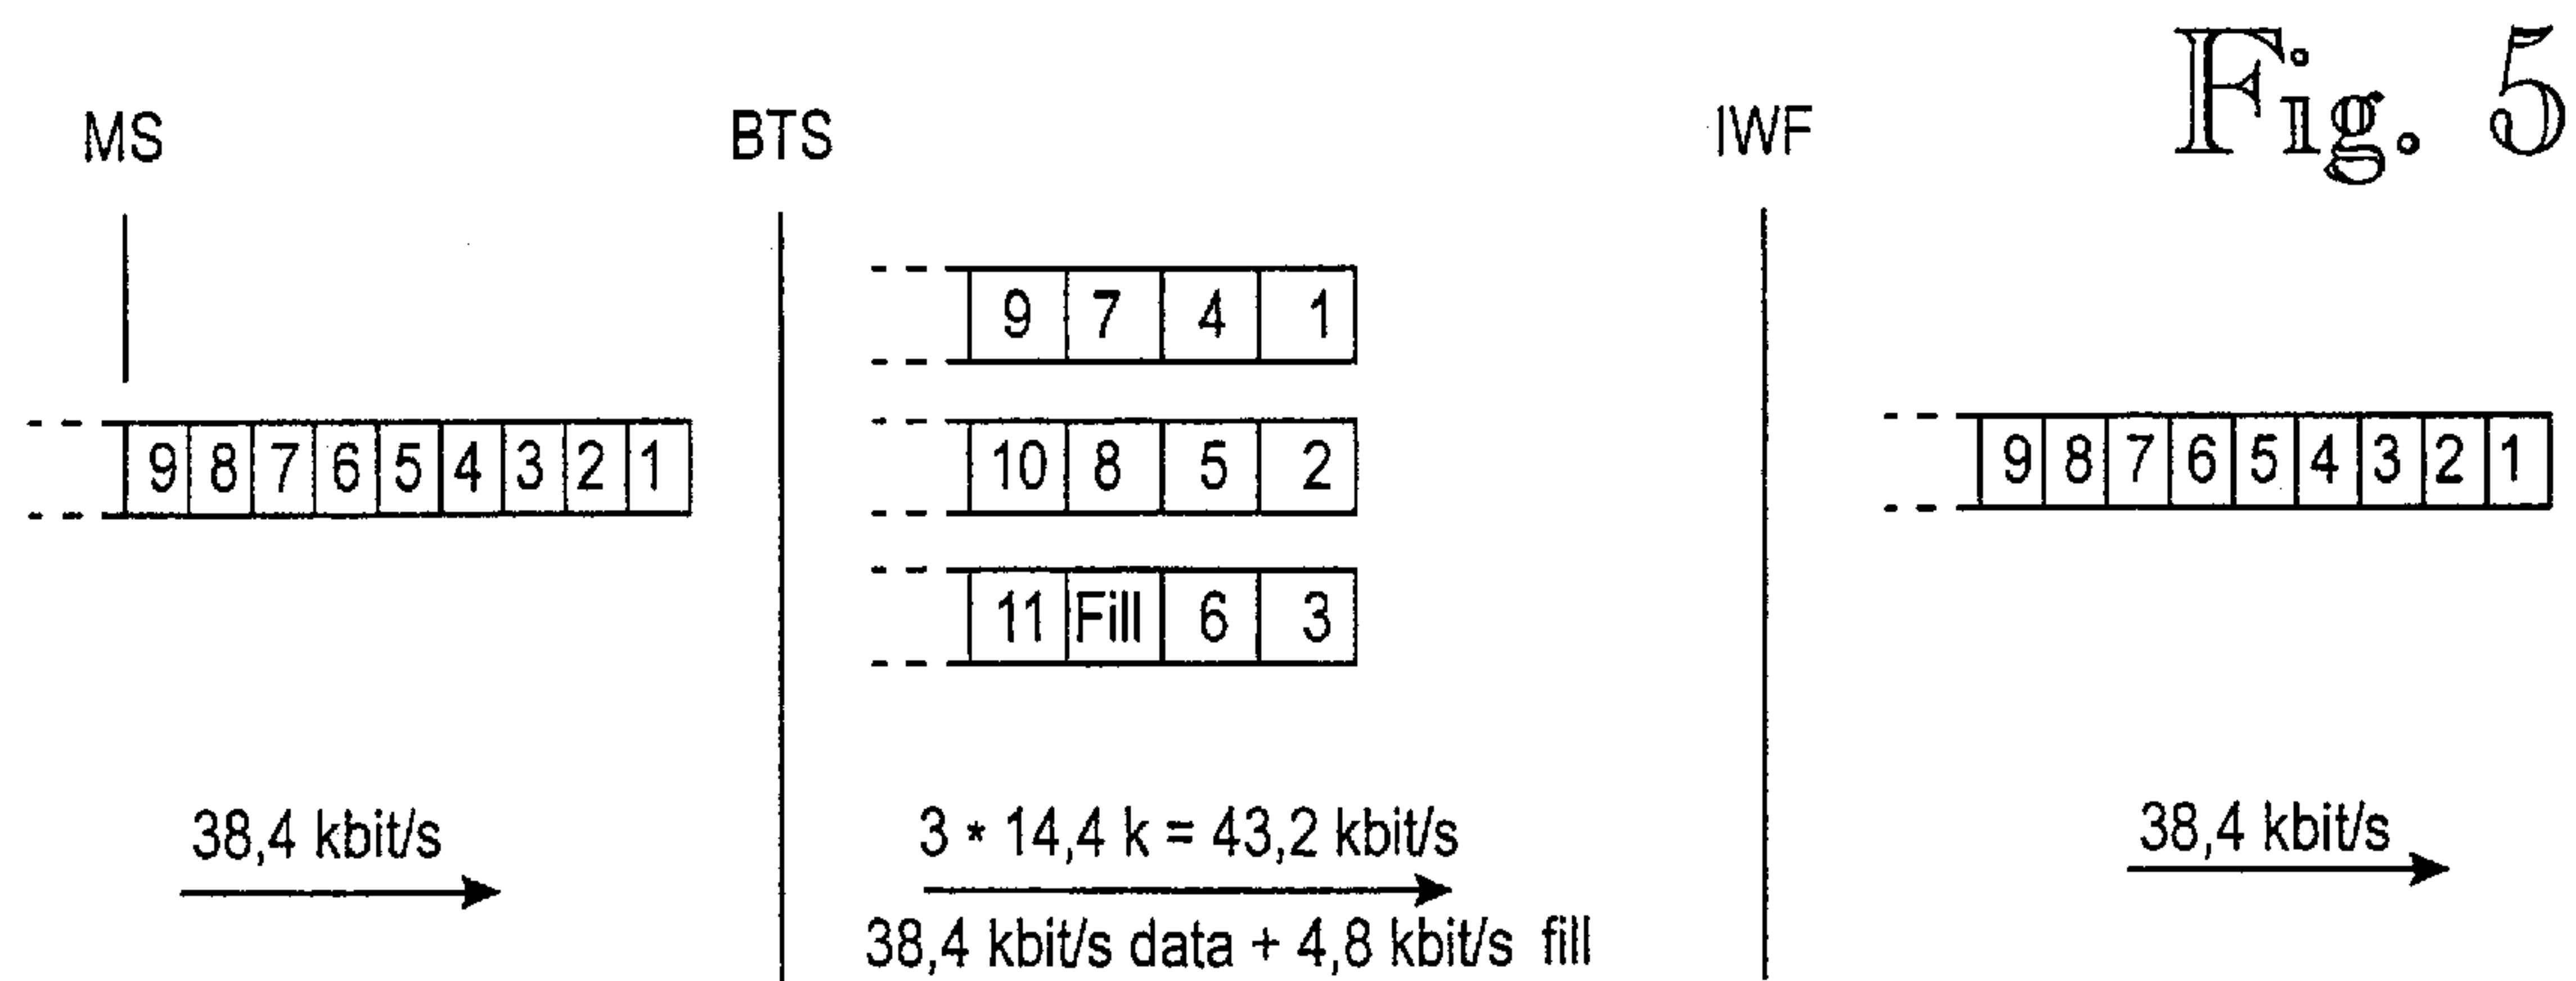 Fig. 5
MS
BTS
IWF
9 7 4 1
9 8 7 6 5 4 3 2 1
10 8 5 2
9 8 7 6 5 4 3 2 1
11 Fill 6 3
38,4 kbit/s
3 * 14,4 k = 43,2 kbit/s
38,4 kbit/s data + 4,8 kbit/s fill
38,4 kbit/s